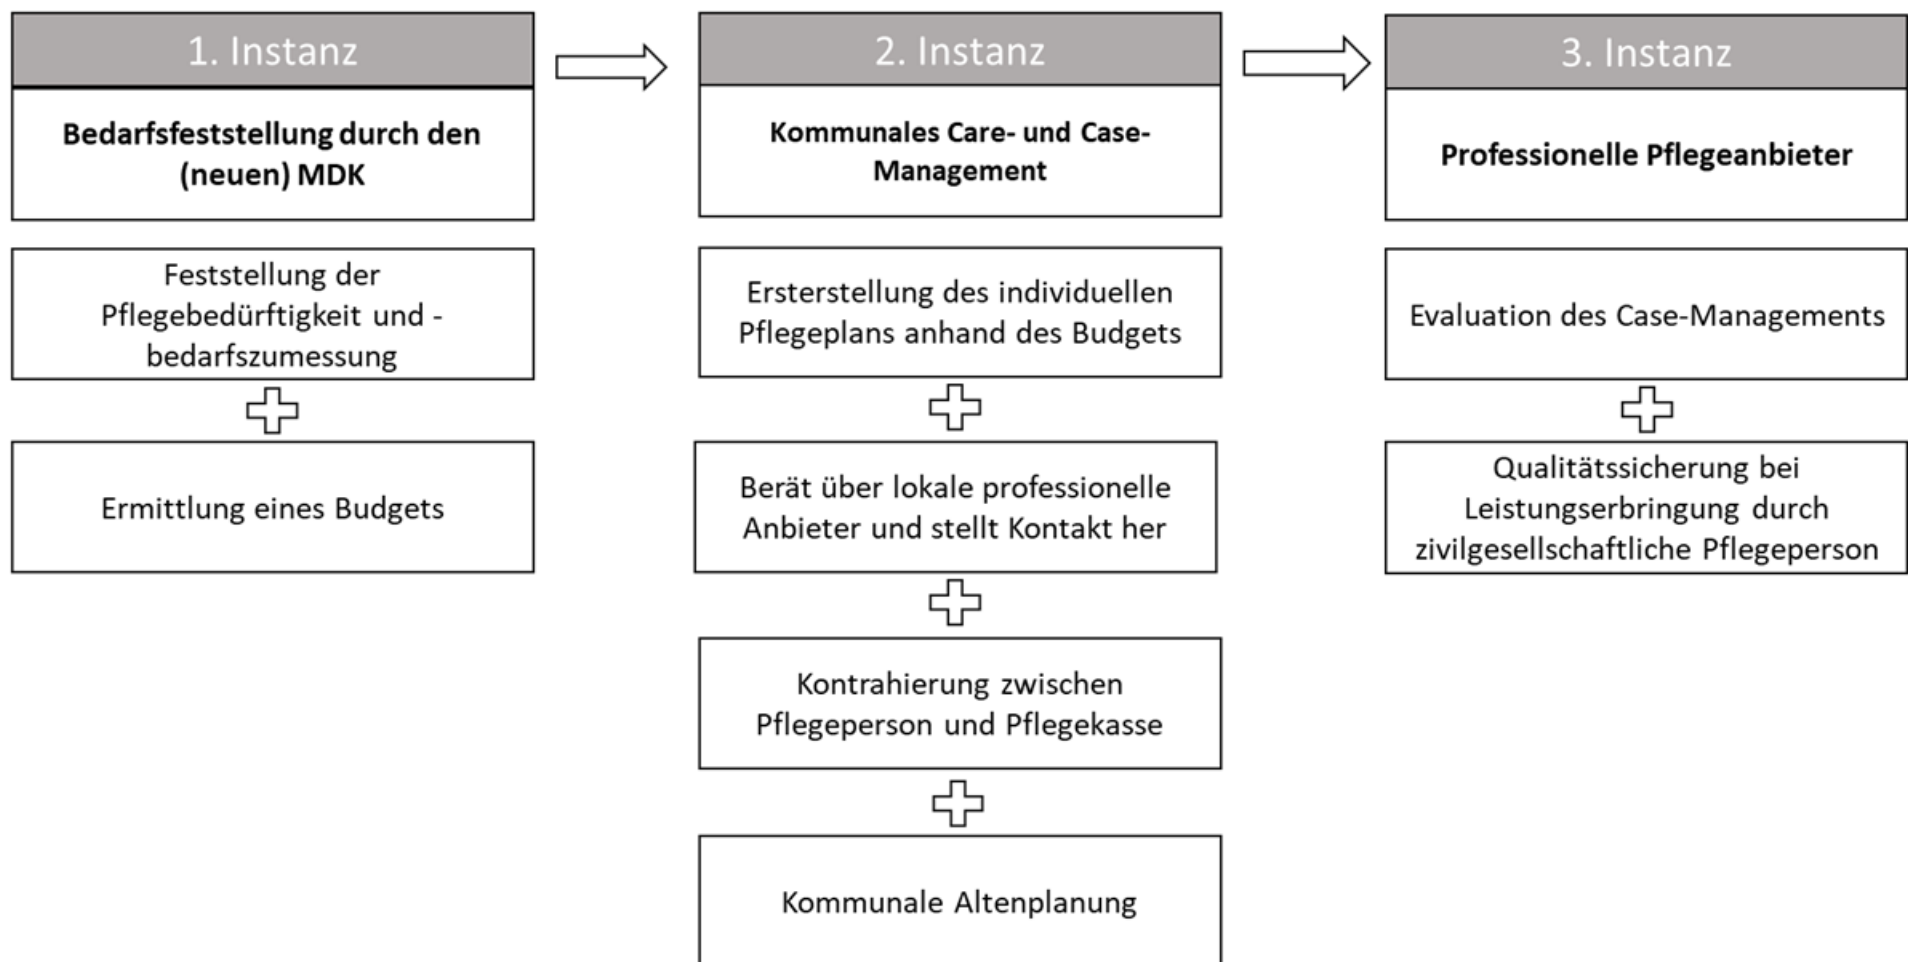 1. Instanz
Bedarfsfeststellung durch den
(neuen) MDK
Feststellung der
Pflegebedürftigkeit und -
bedarfszumessung
Ermittlung eines Budgets
2. Instanz
Kommunales Care- und Case-
Management
Ersterstellung des individuellen
Pflegeplans anhand des Budgets
Berät über lokale professionelle
Anbieter und stellt Kontakt her
Kontrahierung zwischen
Pflegeperson und Pflegekasse
Kommunale Altenplanung
3. Instanz
Professionelle Pflegeanbieter
Evaluation des Case-Managements
Qualitätssicherung bei
Leistungserbringung durch
zivilgesellschaftliche Pflegeperson